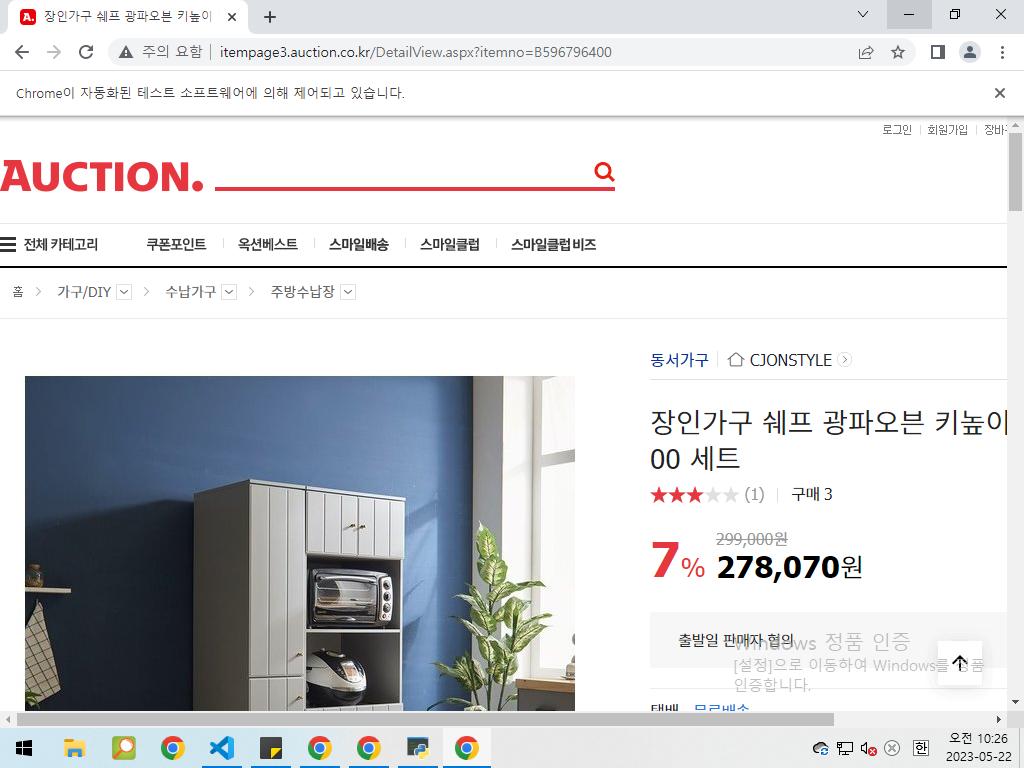 장인가구 쉐프 광파오븐 키높이
주의 요함
itempage3.auction.co.kr/DetailView.aspx?itemno=B596796400
Chrome이 자동화된 테스트 소프트웨어에 의해 제어되고 있습니다.
로그인 회원가입 장바
AUCTION.
전체 카테고리 쿠폰포인트 옥션베스트 스마일배송 스마일클럽 스마일클럽 비즈
홈 가구/DIY 수납가구 주방수납장
동서가구 CJONSTYLE
장인가구 쉐프 광파오븐 키높이
00 세트
(1) 구매 3
299,000원
7% 278,070원
출발일 판매자 협의
Windows 정품 인증
[설정]으로 이동하여 Windows를 정품
인증합니다.
택배 무료배송
한
오전 10:26
2023-05-22